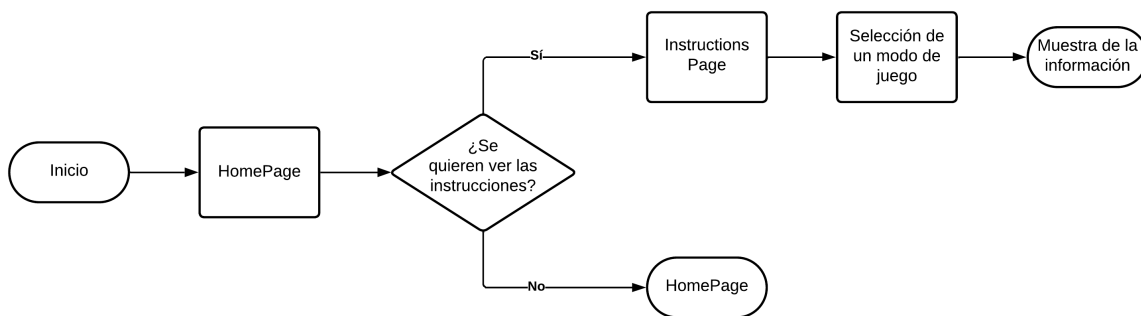 Inicio
HomePage
¿Se
quieren ver las
instrucciones?
Sí
Instructions
Page
Selección de
un modo de
juego
Muestra de la
información
No
HomePage